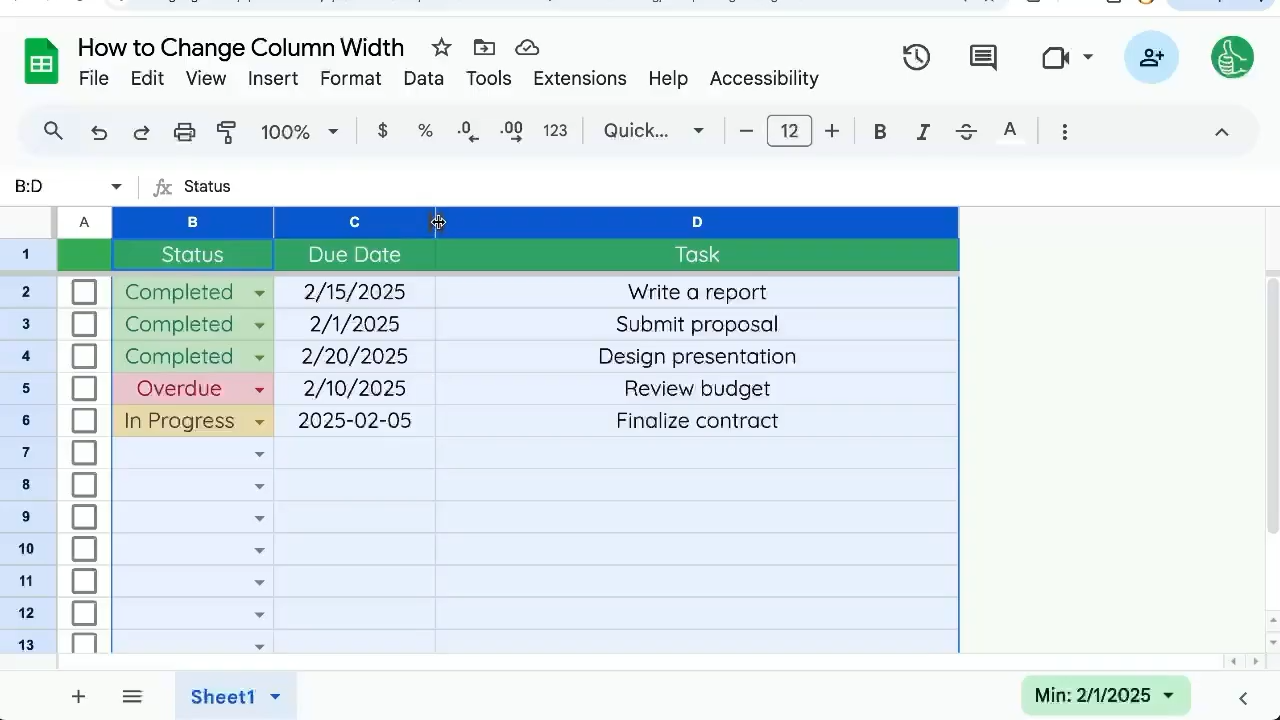 How to Change Column Width
File Edit View Insert Format Data Tools Extensions Help Accessibility
100% $ % .0 .00 123 Quick... − 12 + B I S A
B:D fx Status
A B C D
1 Status Due Date Task
2 Completed 2/15/2025 Write a report
3 Completed 2/1/2025 Submit proposal
4 Completed 2/20/2025 Design presentation
5 Overdue 2/10/2025 Review budget
6 In Progress 2025-02-05 Finalize contract
7
8
9
10
11
12
13
+ Sheet1 Min: 2/1/2025